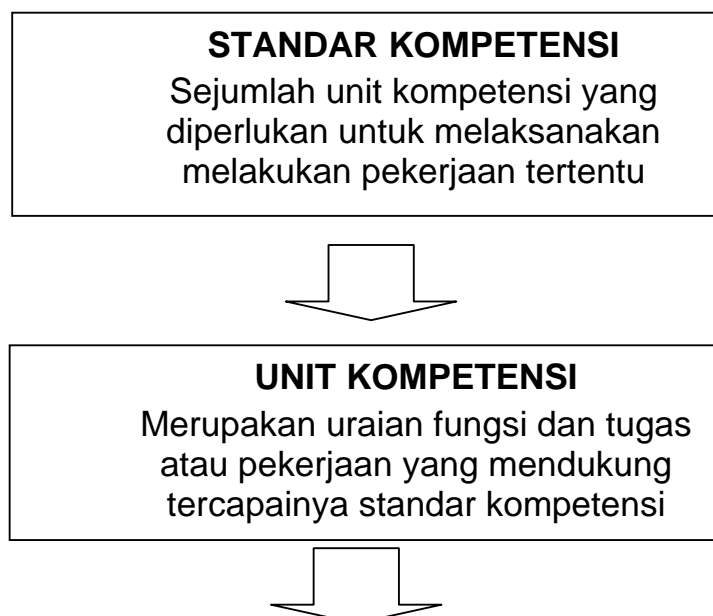 STANDAR KOMPETENSI
Sejumlah unit kompetensi yang
diperlukan untuk melaksanakan
melakukan pekerjaan tertentu
UNIT KOMPETENSI
Merupakan uraian fungsi dan tugas
atau pekerjaan yang mendukung
tercapainya standar kompetensi